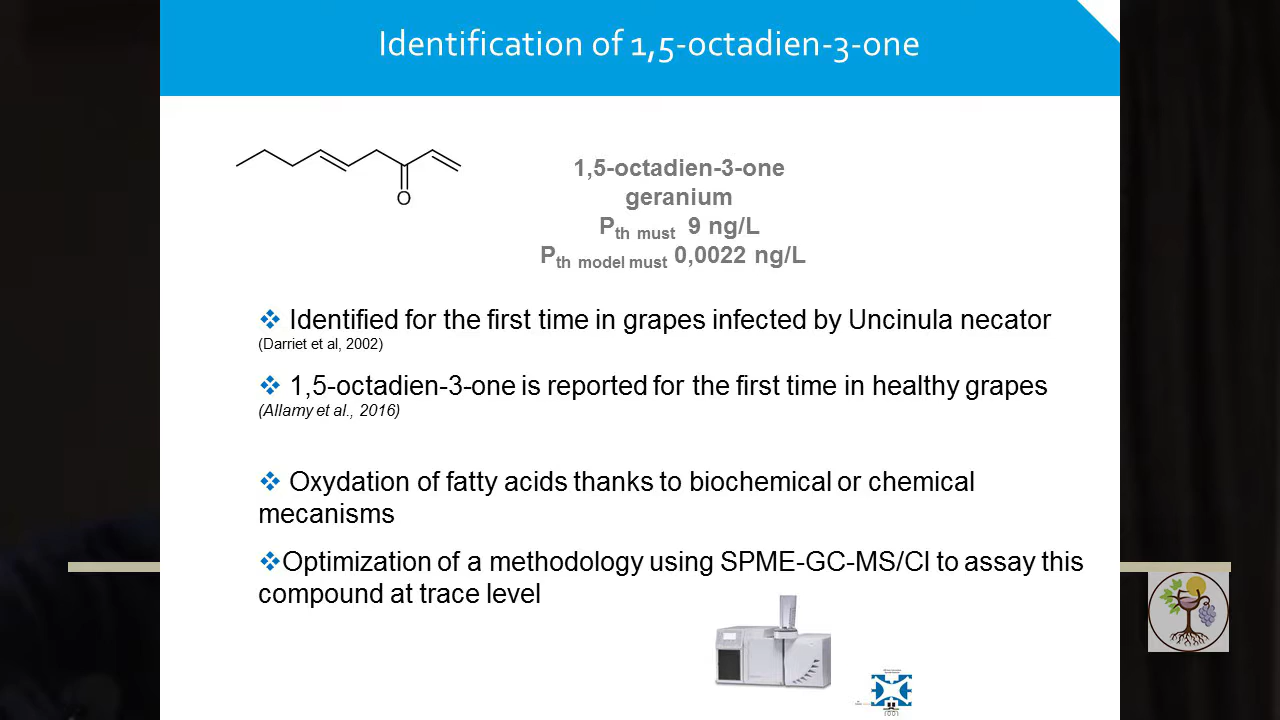 Identification of 1,5-octadien-3-one
O
1,5-octadien-3-one
geranium
Pth must 9 ng/L
Pth model must 0,0022 ng/L
Identified for the first time in grapes infected by Uncinula necator
(Darriet et al, 2002)
1,5-octadien-3-one is reported for the first time in healthy grapes
(Allamy et al., 2016)
Oxydation of fatty acids thanks to biochemical or chemical
mecanisms
Optimization of a methodology using SPME-GC-MS/CI to assay this
compound at trace level